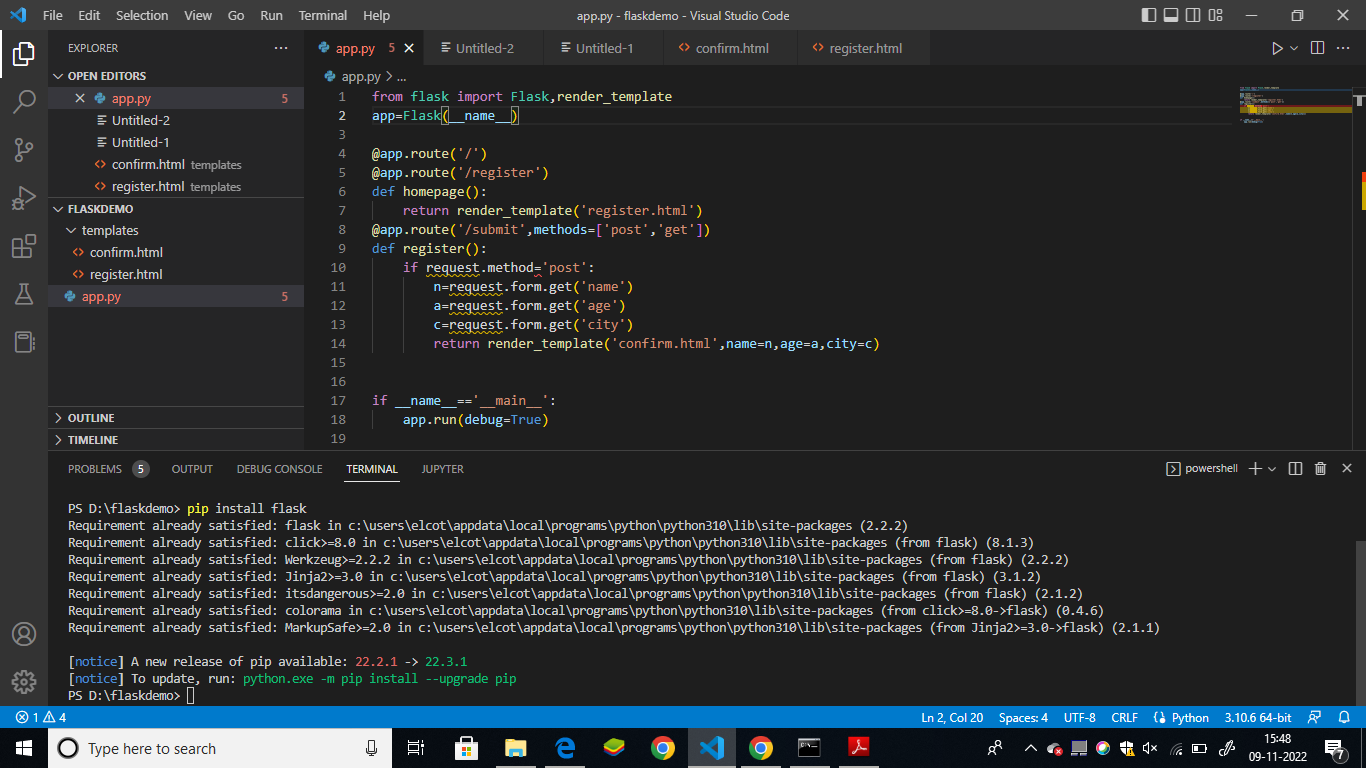 File Edit Selection View Go Run Terminal Help app.py - flaskdemo - Visual Studio Code
EXPLORER ...
OPEN EDITORS
app.py 5
Untitled-2
Untitled-1
confirm.html templates
register.html templates
FLASKDEMO
templates
confirm.html
register.html
app.py 5
OUTLINE
TIMELINE
app.py 5 Untitled-2 Untitled-1 confirm.html register.html
app.py > ...
1 from flask import Flask,render_template
2 app=Flask(__name__)
3
4 @app.route('/')
5 @app.route('/register')
6 def homepage():
7 return render_template('register.html')
8 @app.route('/submit',methods=['post','get'])
9 def register():
10 if request.method='post':
11 n=request.form.get('name')
12 a=request.form.get('age')
13 c=request.form.get('city')
14 return render_template('confirm.html',name=n,age=a,city=c)
15
16
17 if __name__=='__main__':
18 app.run(debug=True)
19
PROBLEMS 5 OUTPUT DEBUG CONSOLE TERMINAL JUPYTER powershell
PS D:\flaskdemo> pip install flask
Requirement already satisfied: flask in c:\users\elcot\appdata\local\programs\python\python310\lib\site-packages (2.2.2)
Requirement already satisfied: click>=8.0 in c:\users\elcot\appdata\local\programs\python\python310\lib\site-packages (from flask) (8.1.3)
Requirement already satisfied: Werkzeug>=2.2.2 in c:\users\elcot\appdata\local\programs\python\python310\lib\site-packages (from flask) (2.2.2)
Requirement already satisfied: Jinja2>=3.0 in c:\users\elcot\appdata\local\programs\python\python310\lib\site-packages (from flask) (3.1.2)
Requirement already satisfied: itsdangerous>=2.0 in c:\users\elcot\appdata\local\programs\python\python310\lib\site-packages (from flask) (2.1.2)
Requirement already satisfied: colorama in c:\users\elcot\appdata\local\programs\python\python310\lib\site-packages (from click>=8.0->flask) (0.4.6)
Requirement already satisfied: MarkupSafe>=2.0 in c:\users\elcot\appdata\local\programs\python\python310\lib\site-packages (from Jinja2>=3.0->flask) (2.1.1)
[notice] A new release of pip available: 22.2.1 -> 22.3.1
[notice] To update, run: python.exe -m pip install --upgrade pip
PS D:\flaskdemo>
1 4 Ln 2, Col 20 Spaces: 4 UTF-8 CRLF Python 3.10.6 64-bit
Type here to search 15:48
09-11-2022 7